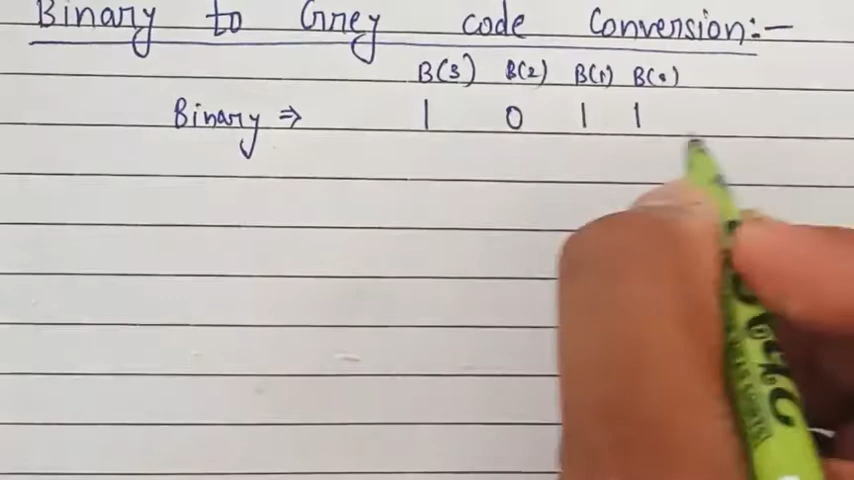 Binary to Grey code Conversion:-
B(3) B(2) B(1) B(0)
Binary ⇒ 1 0 1 1